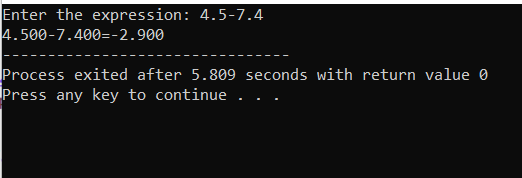 Enter the expression: 4.5-7.4
4.500-7.400=-2.900
--------------------------------
Process exited after 5.809 seconds with return value 0
Press any key to continue . . .